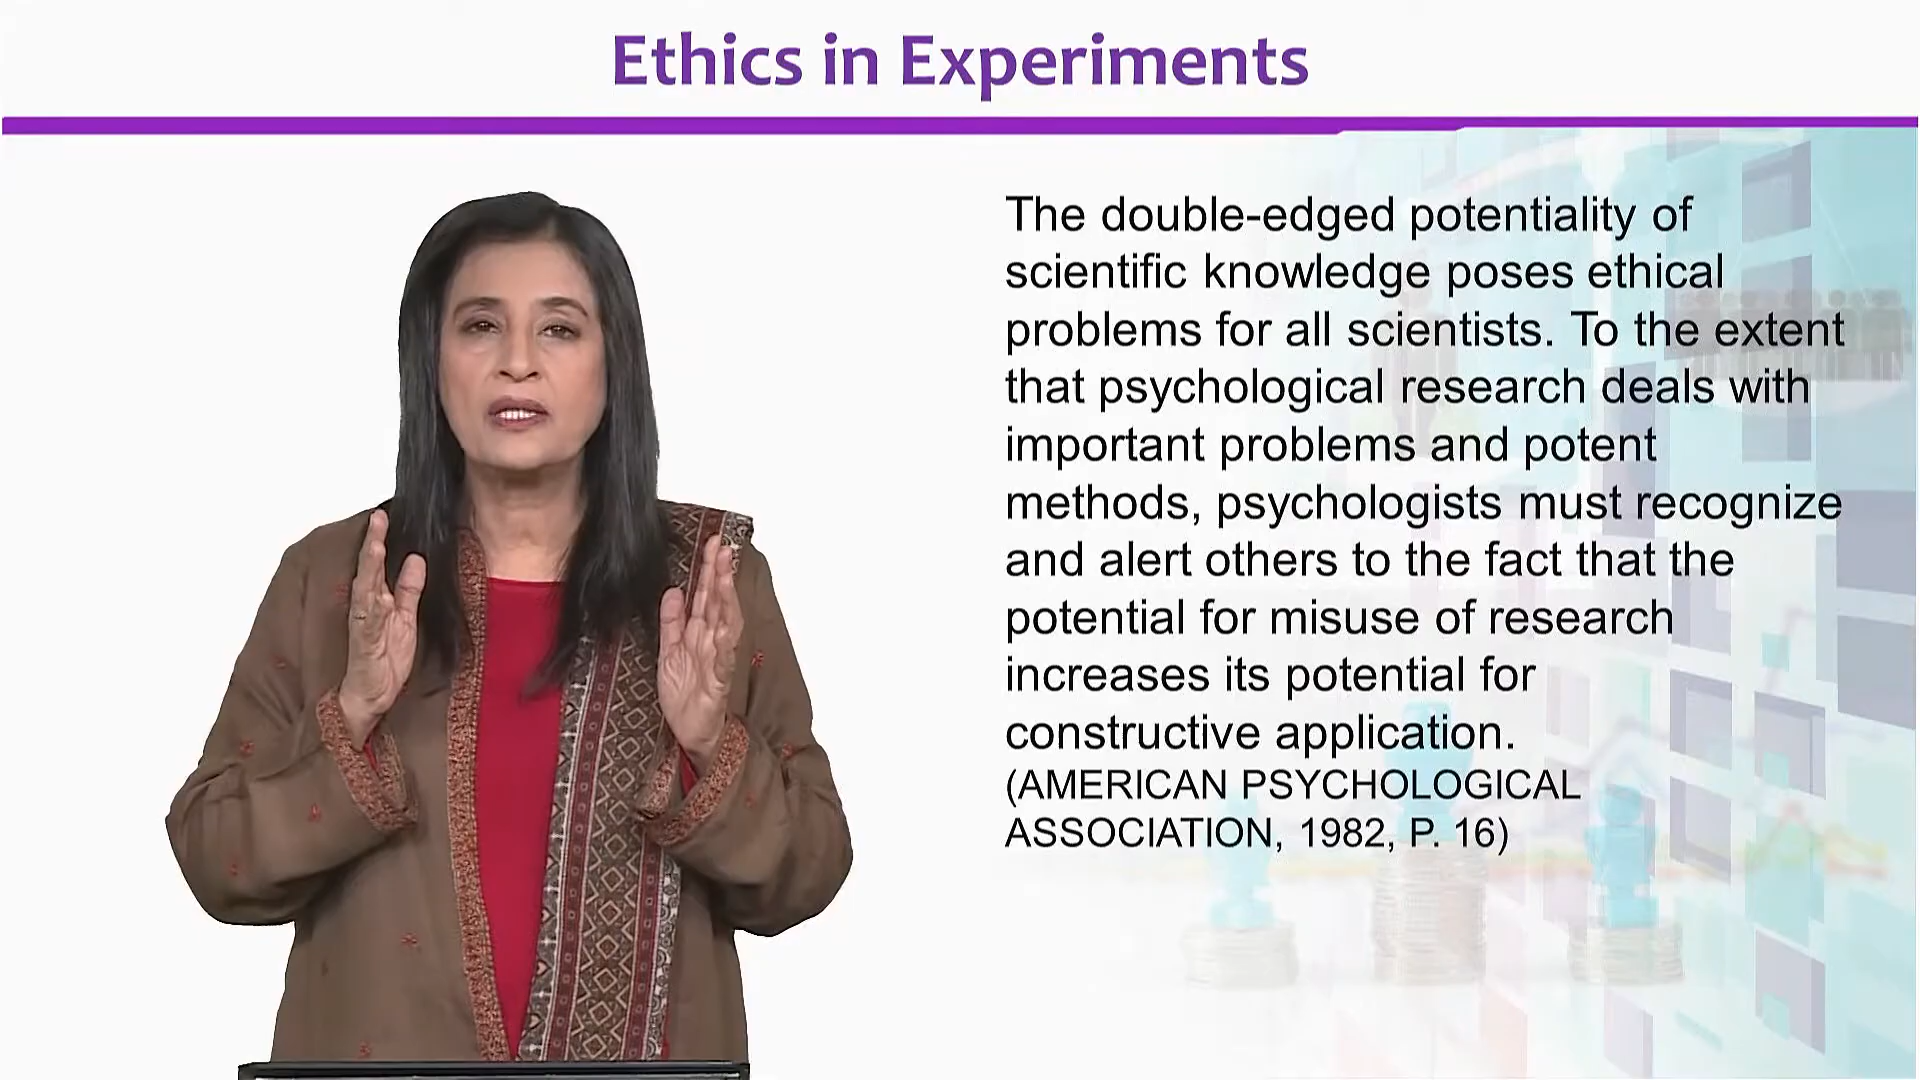 Ethics in Experiments
The double-edged potentiality of
scientific knowledge poses ethical
problems for all scientists. To the extent
that psychological research deals with
important problems and potent
methods, psychologists must recognize
and alert others to the fact that the
potential for misuse of research
increases its potential for
constructive application.
(AMERICAN PSYCHOLOGICAL
ASSOCIATION, 1982, P. 16)